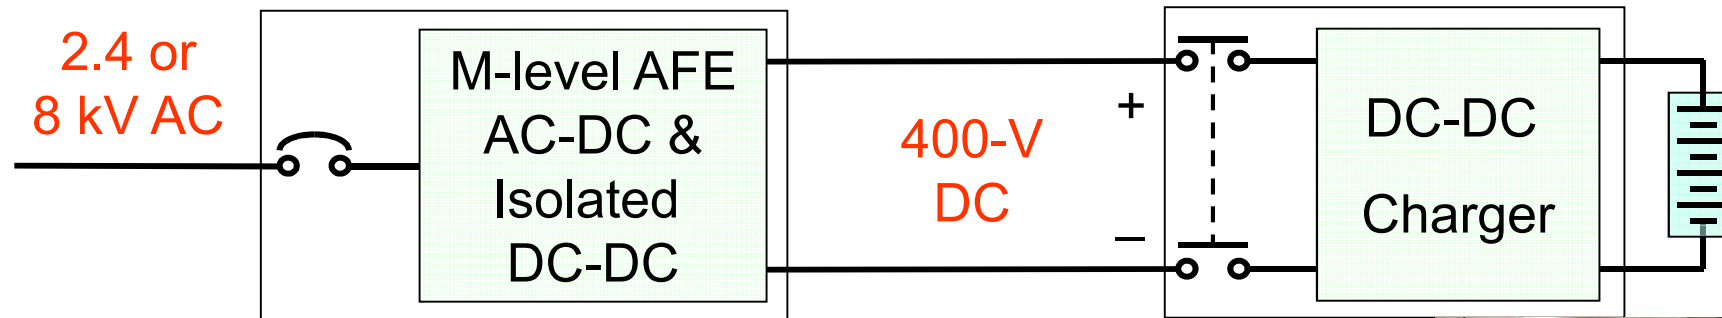 2.4 or
8 kV AC
M-level AFE
AC-DC &
Isolated
DC-DC
400-V
DC
+
–
DC-DC
Charger